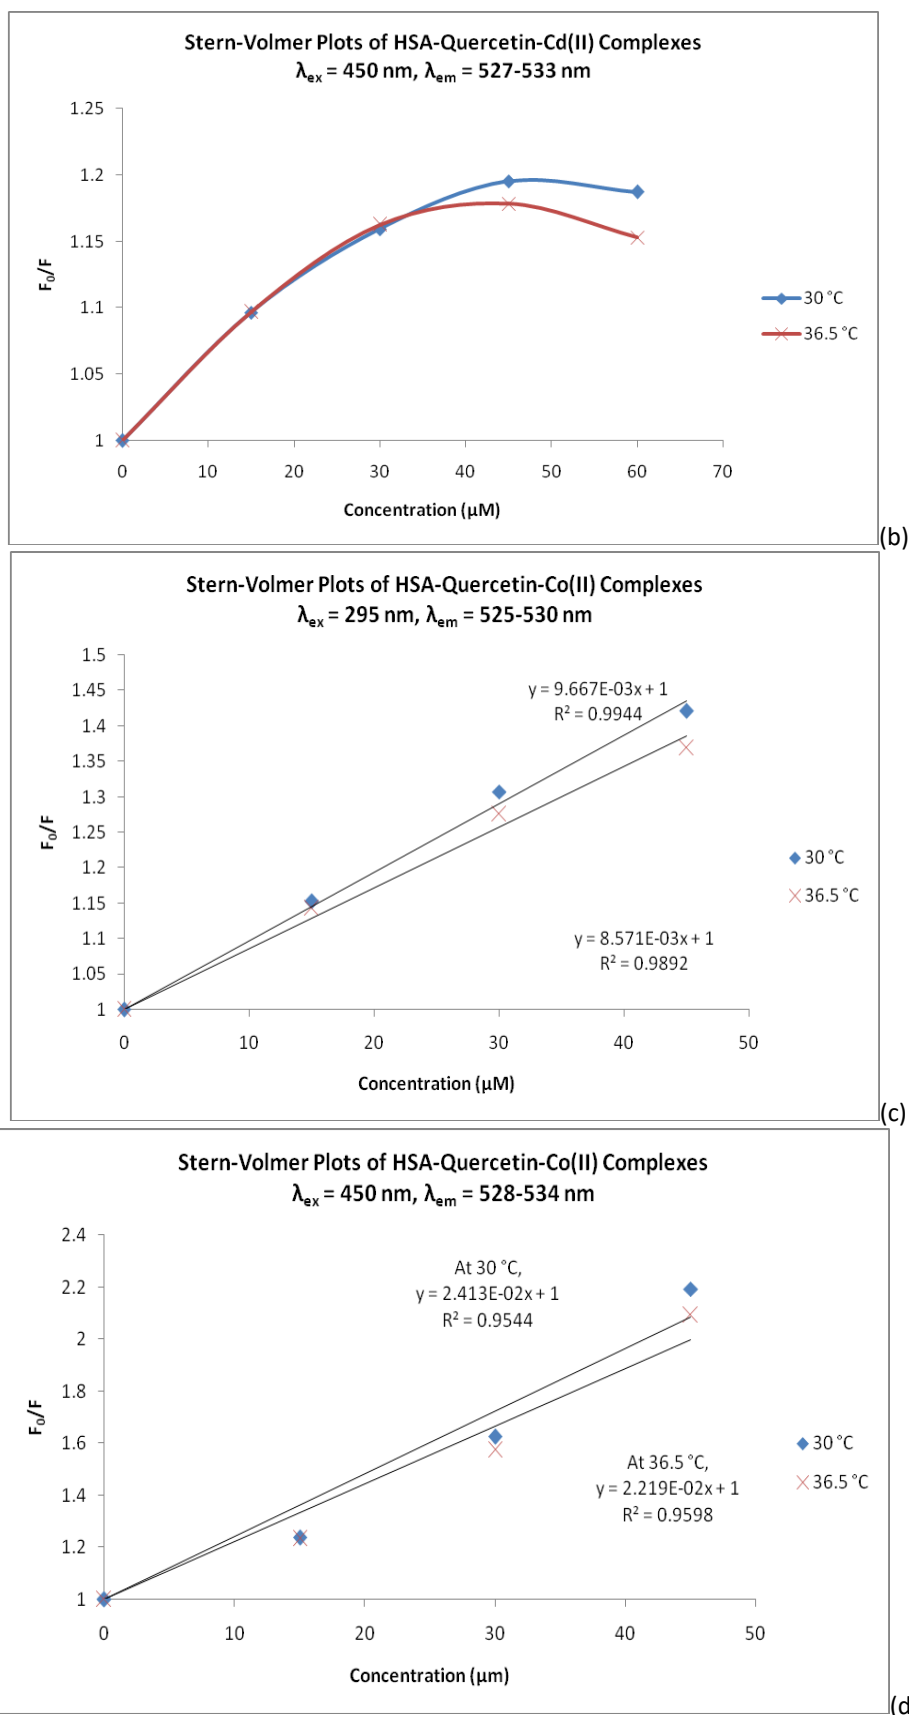 Stern-Volmer Plots of HSA-Quercetin-Cd(II) Complexes
λex = 450 nm, λem = 527-533 nm
1.25
1.2
1.15
1.1
1.05
1
F0/F
0 10 20 30 40 50 60 70
Concentration (μM)
30 °C
36.5 °C
(b)
Stern-Volmer Plots of HSA-Quercetin-Co(II) Complexes
λex = 295 nm, λem = 525-530 nm
1.5
1.45
1.4
1.35
1.3
1.25
1.2
1.15
1.1
1.05
1
F0/F
y = 9.667E-03x + 1
R² = 0.9944
y = 8.571E-03x + 1
R² = 0.9892
0 10 20 30 40 50
Concentration (μM)
30 °C
36.5 °C
(c)
Stern-Volmer Plots of HSA-Quercetin-Co(II) Complexes
λex = 450 nm, λem = 528-534 nm
2.4
2.2
2
1.8
1.6
1.4
1.2
1
F0/F
At 30 °C,
y = 2.413E-02x + 1
R² = 0.9544
At 36.5 °C,
y = 2.219E-02x + 1
R² = 0.9598
0 10 20 30 40 50
Concentration (μm)
30 °C
36.5 °C
(d